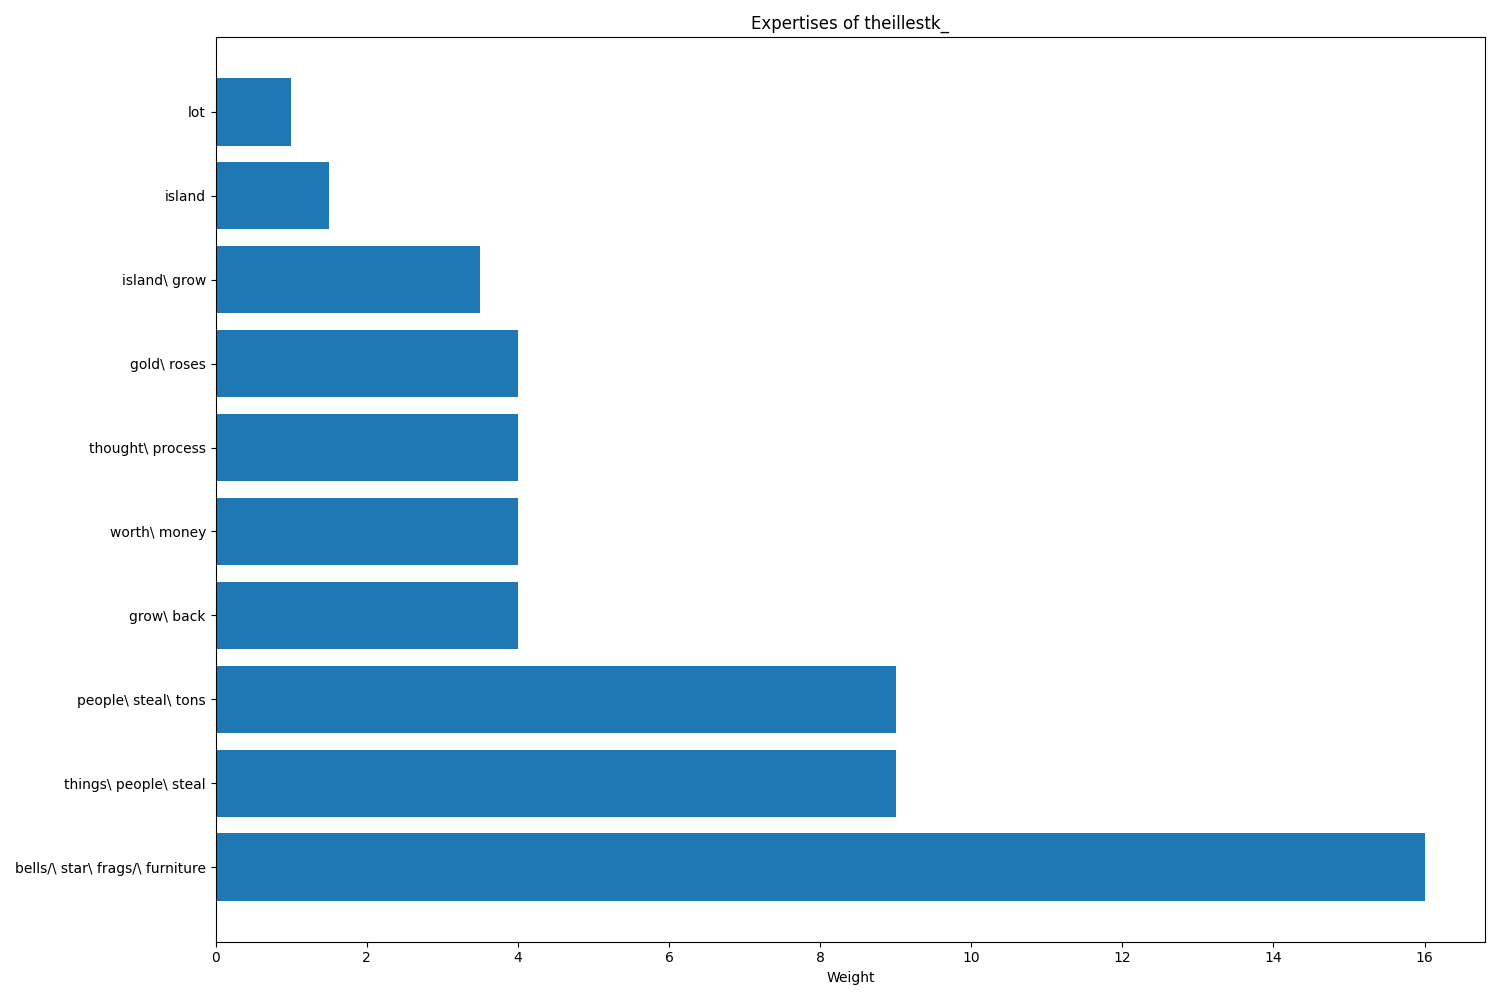 Expertises of theillestk_
lot
island
island\ grow
gold\ roses
thought\ process
worth\ money
grow\ back
people\ steal\ tons
things\ people\ steal
bells/\ star\ frags/\ furniture
0 2 4 6 8 10 12 14 16
Weight